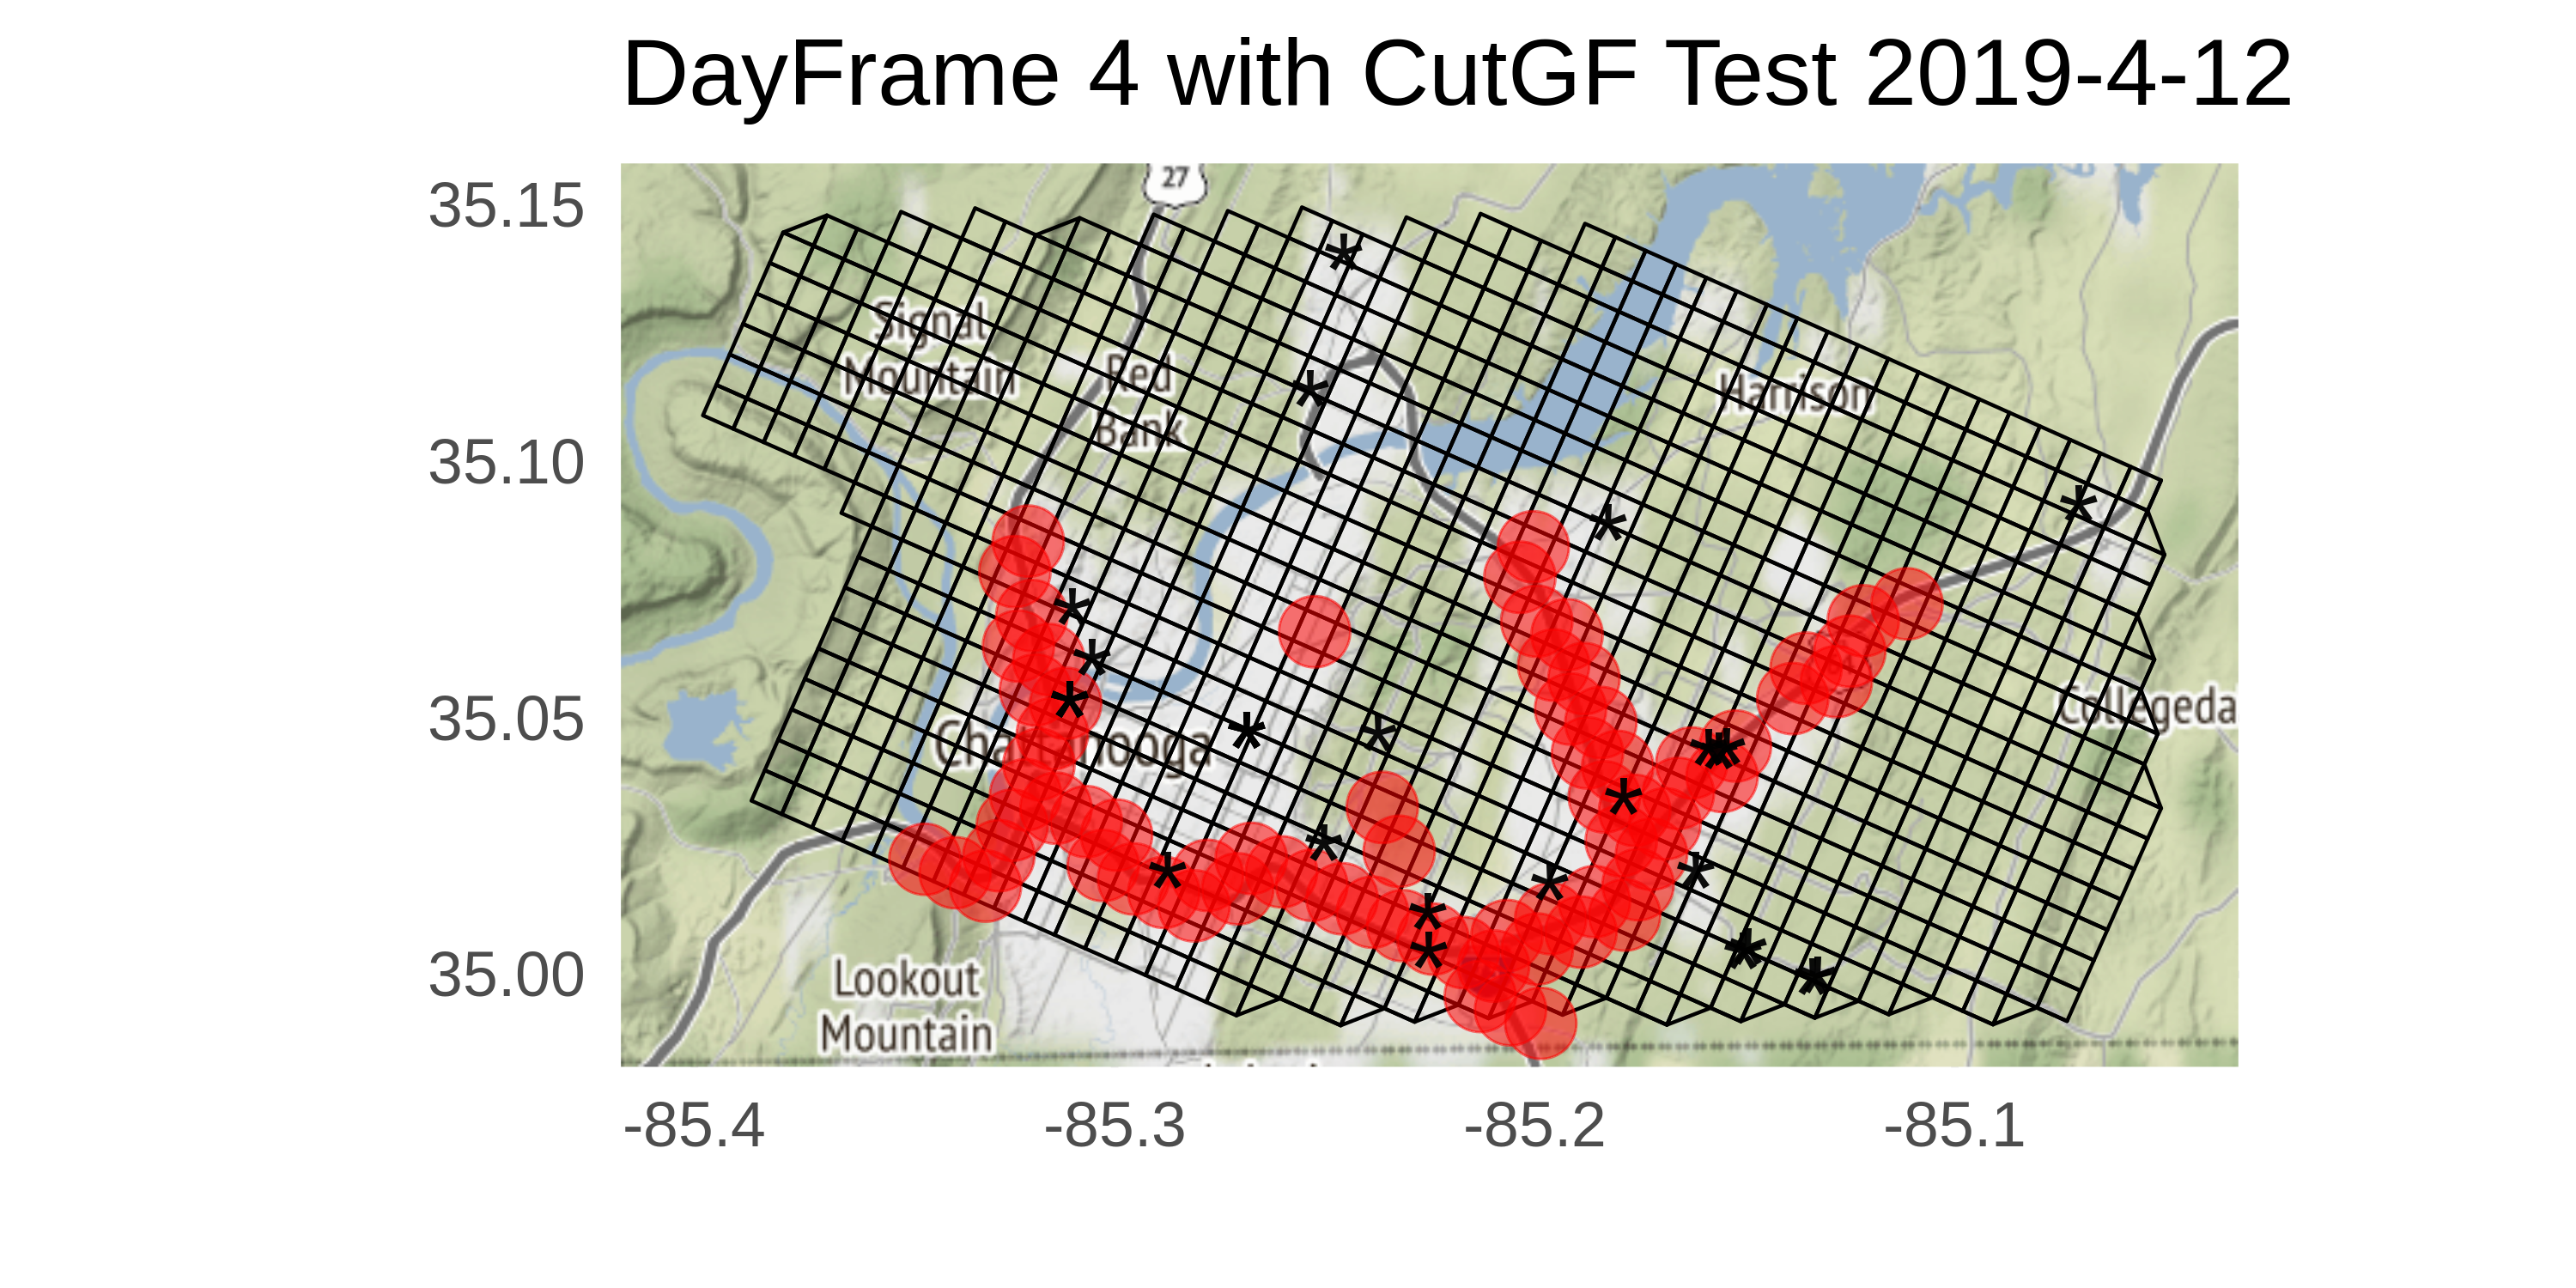 DayFrame 4 with CutGF Test 2019-4-12
35.15
35.10
35.05
35.00
27
Signal
Mountain
Red
Bank
Harrison
Collegeda
Chattanooga
Lookout
Mountain
-85.4
-85.3
-85.2
-85.1